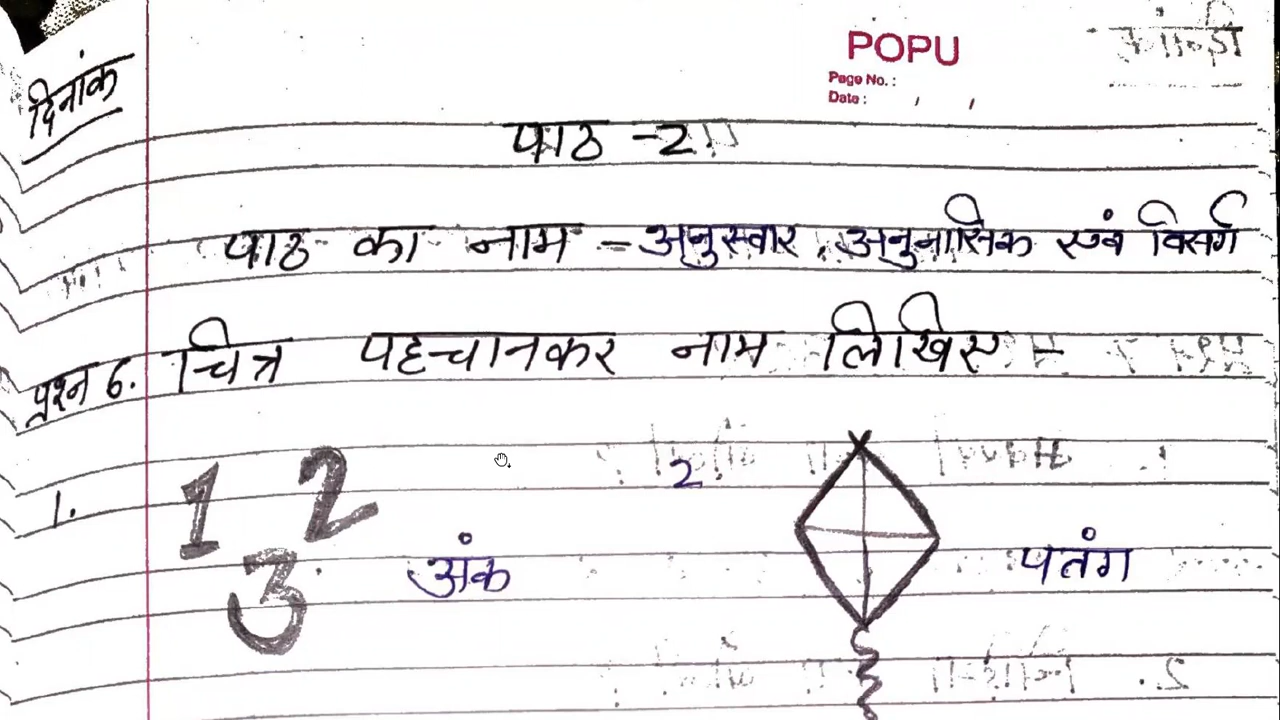 POPU
Page No. :
Date :
दिनांक
पाठ -2
पाठ का नाम - अनुस्वार, अनुनासिक एवं विसर्ग
प्रश्न 6. चित्र पहचानकर नाम लिखिए -
1. 1 2 3 अंक
2 पतंग